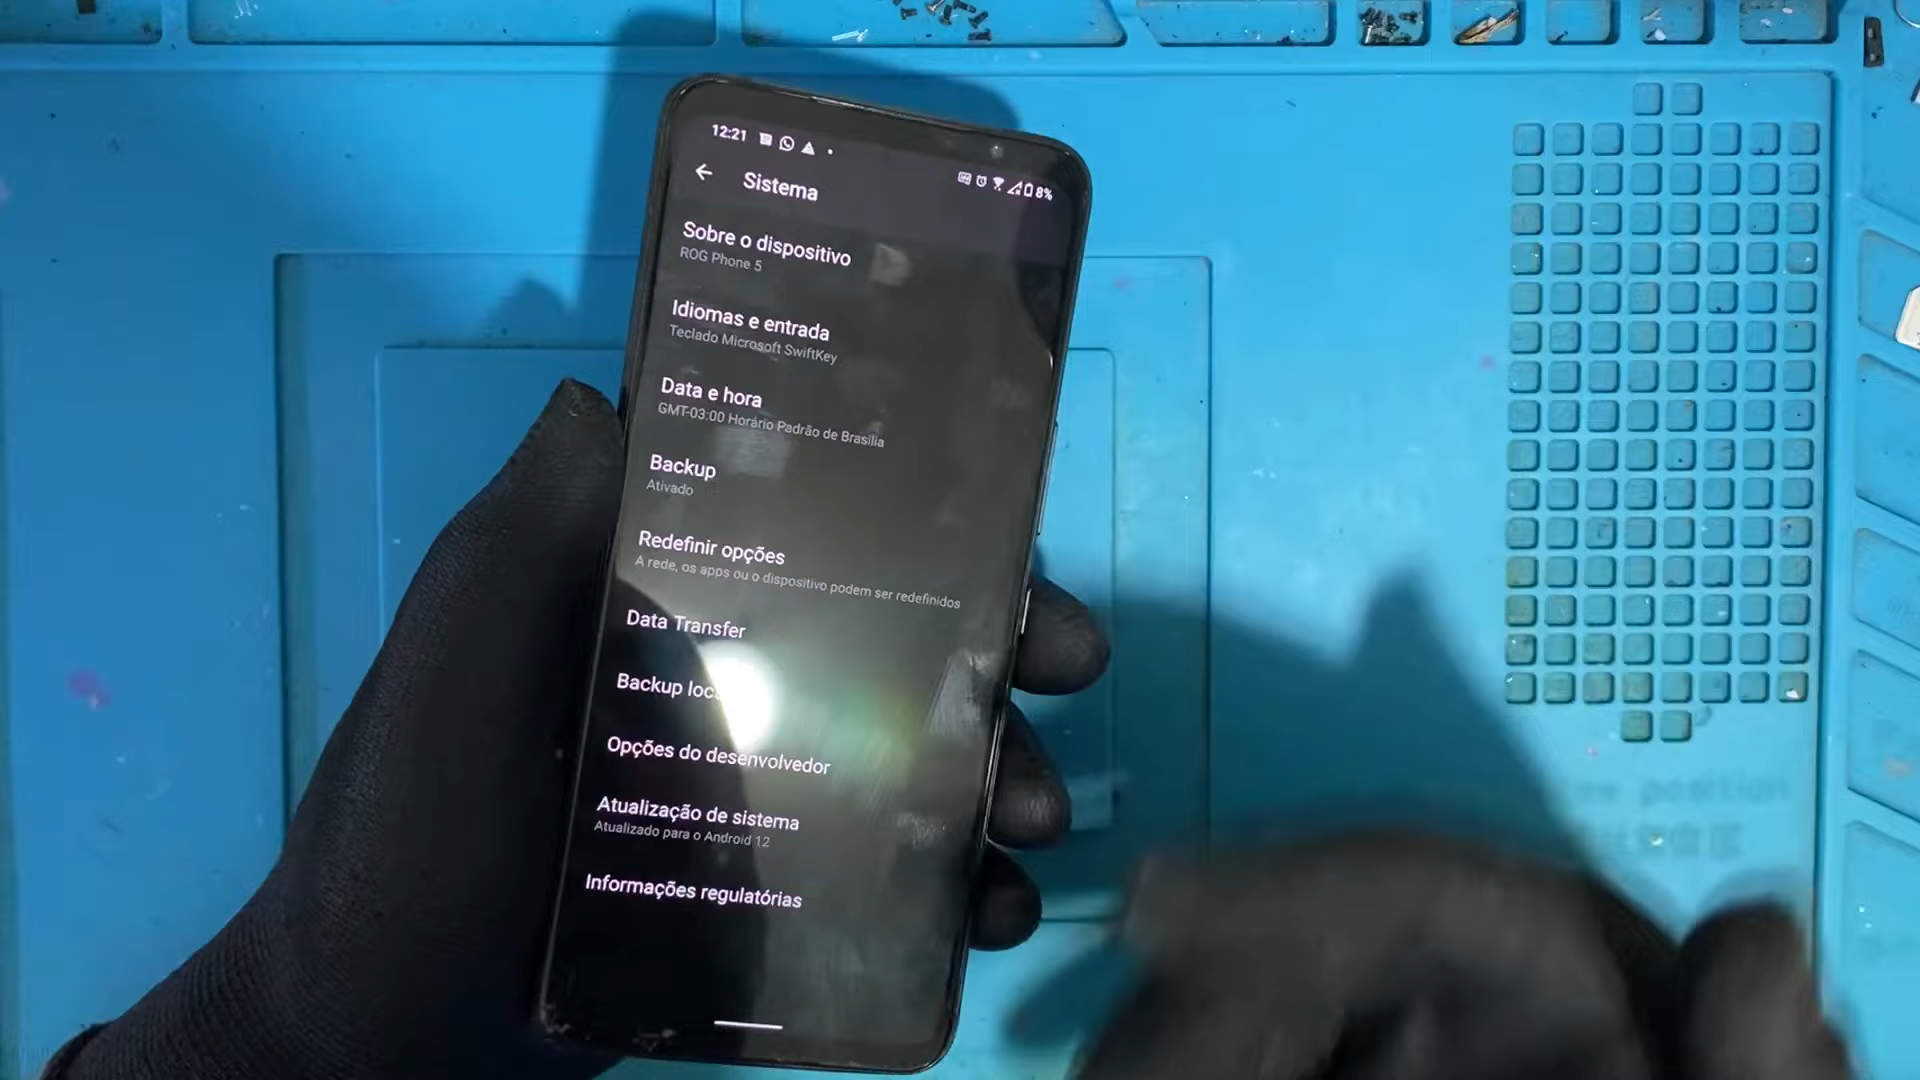 12:21
8%
Sistema
Sobre o dispositivo
ROG Phone 5
Idiomas e entrada
Teclado Microsoft SwiftKey
Data e hora
GMT-03:00 Horário Padrão de Brasília
Backup
Ativado
Redefinir opções
A rede, os apps ou o dispositivo podem ser redefinidos
Data Transfer
Backup
Opções do desenvolvedor
Atualização de sistema
Atualizado para o Android 12
Informações regulatórias
position